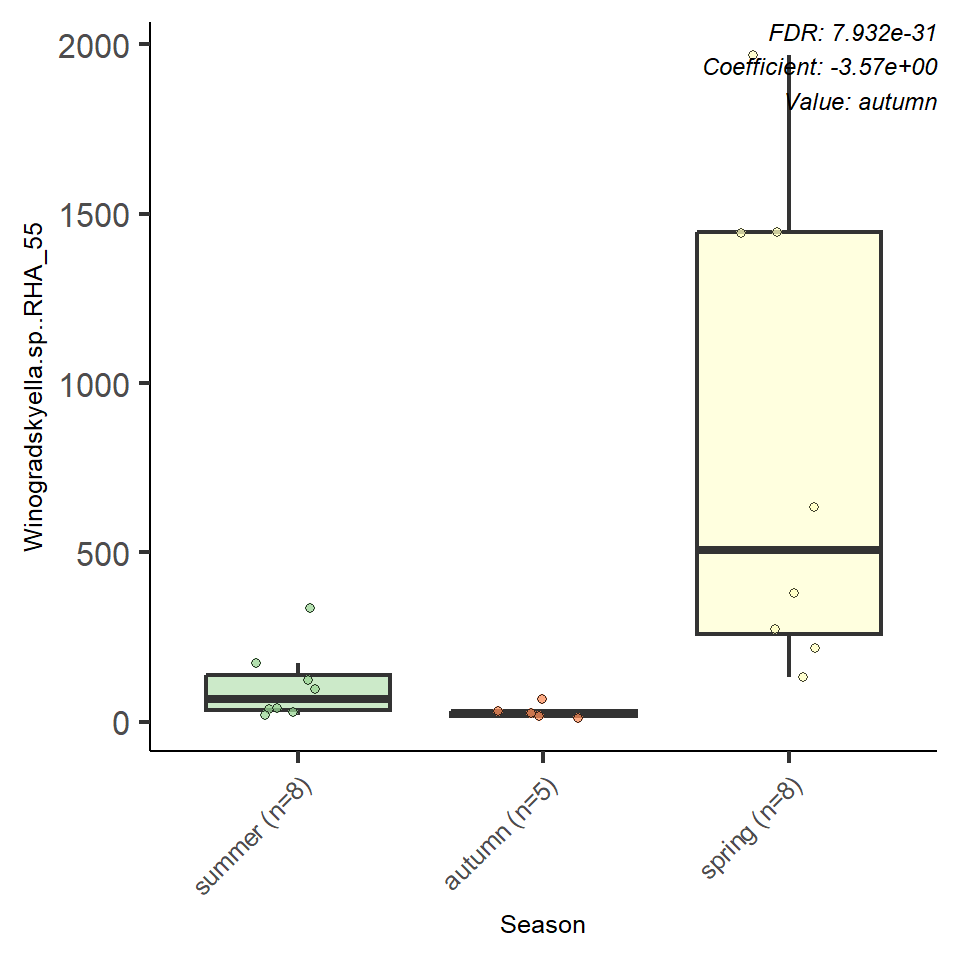 FDR: 7.932e-31
Coefficient: -3.57e+00
Value: autumn
2000
1500
1000
500
0
Winogradskyella.sp..RHA_55
summer (n=8)
autumn (n=5)
spring (n=8)
Season